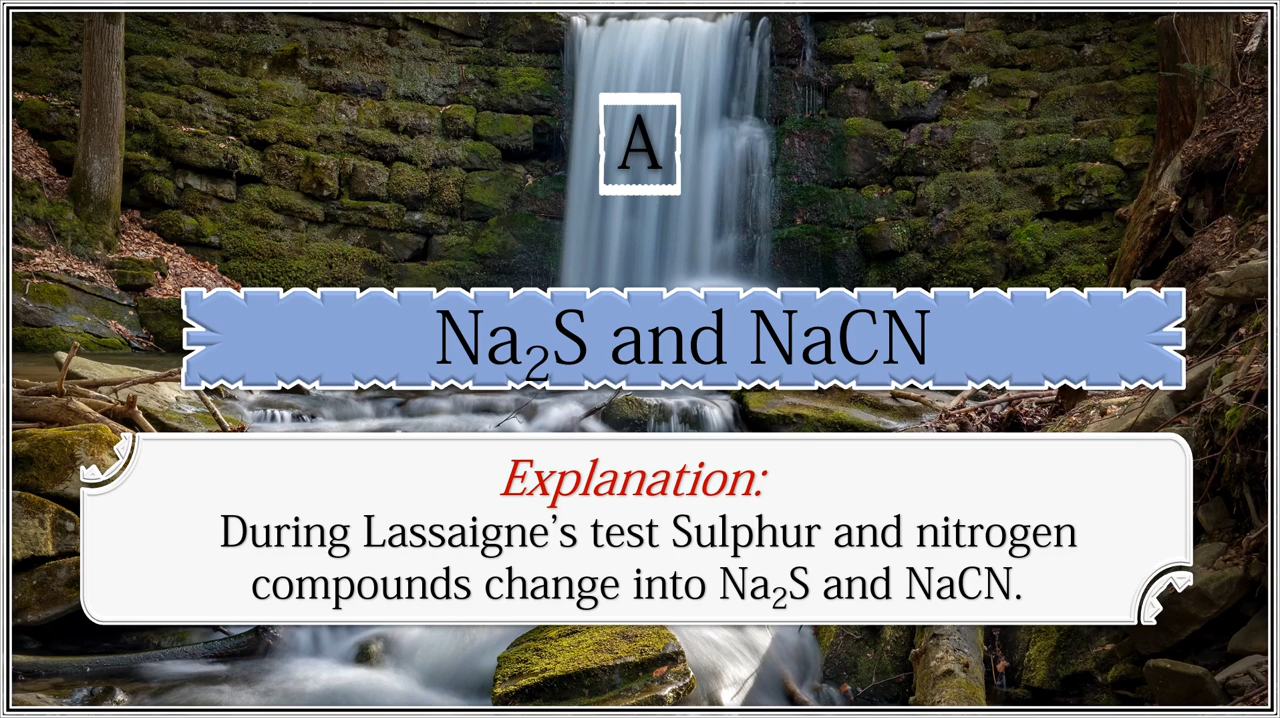 A
Na₂S and NaCN
Explanation:
During Lassaigne’s test Sulphur and nitrogen
compounds change into Na₂S and NaCN.